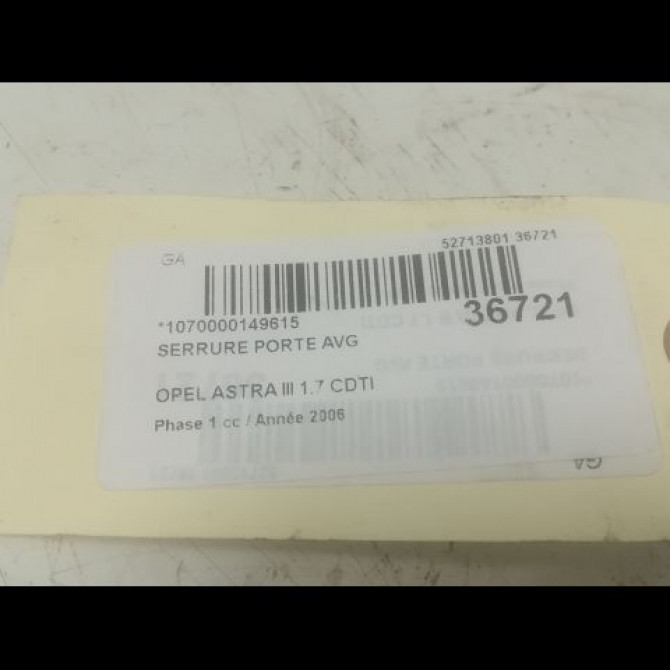 GA
52713801 36721
*1070000149615
36721
SERRURE PORTE AVG
OPEL ASTRA III 1.7 CDTI
Phase 1 cc / Année 2006
GA